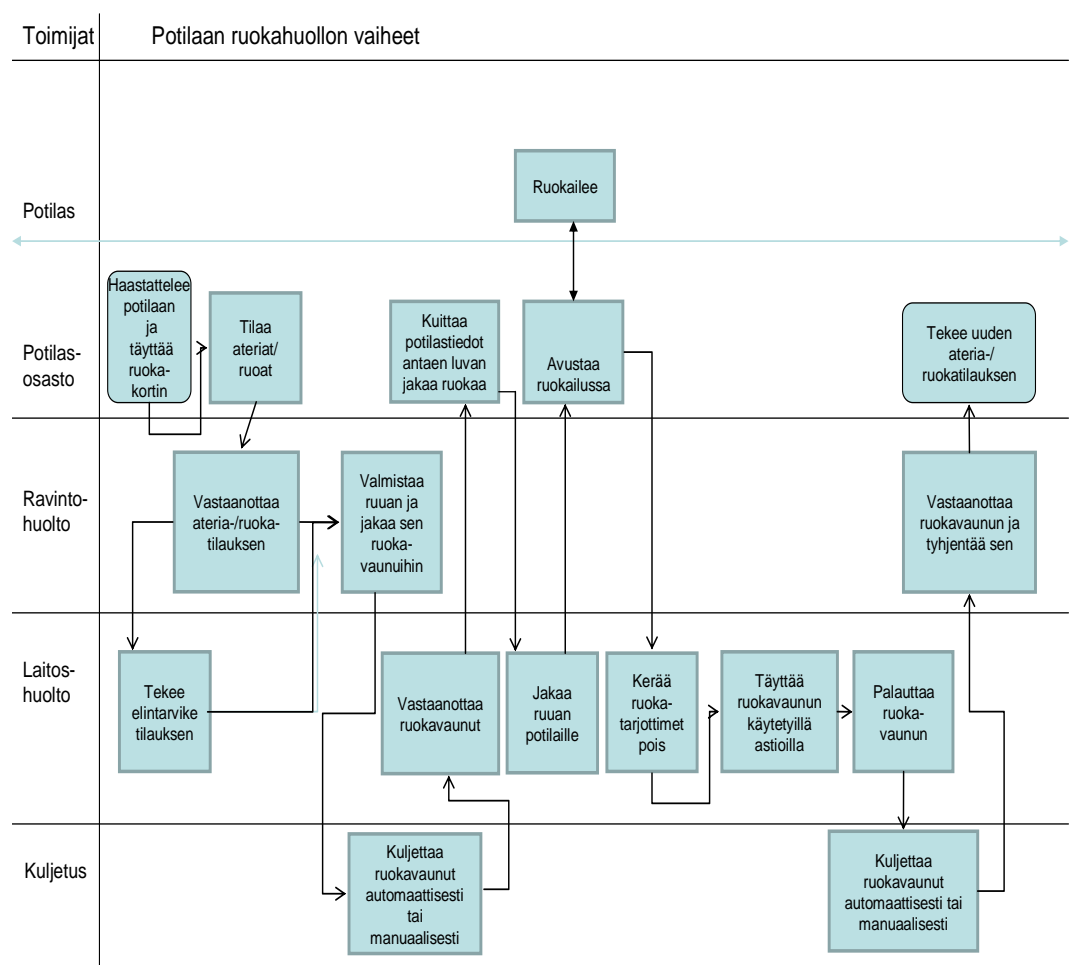 Toimijat
Potilaan ruokahuollon vaiheet
Potilas
Ruokailee
Potilas-
osasto
Haastattelee
potilaan
ja
täyttää
ruoka-
kortin
Tilaa
ateriat/
ruoat
Kuittaa
potilastiedot
antaen luvan
jakaa ruokaa
Avustaa
ruokailussa
Tekee uuden
ateria-/
ruokatilauksen
Ravinto-
huolto
Vastaanottaa
ateria-/ruoka-
tilauksen
Valmistaa
ruuan ja
jakaa sen
ruoka-
vaunuihin
Vastaanottaa
ruokavaunun ja
tyhjentää sen
Laitos-
huolto
Tekee
elintarvike
tilauksen
Vastaanottaa
ruokavaunut
Jakaa
ruuan
potilaille
Kerää
ruoka-
tarjottimet
pois
Täyttää
ruokavaunun
käytetyillä
astioilla
Palauttaa
ruoka-
vaunun
Kuljetus
Kuljettaa
ruokavaunut
automaattisesti
tai
manuaalisesti
Kuljettaa
ruokavaunut
automaattisesti tai
manuaalisesti